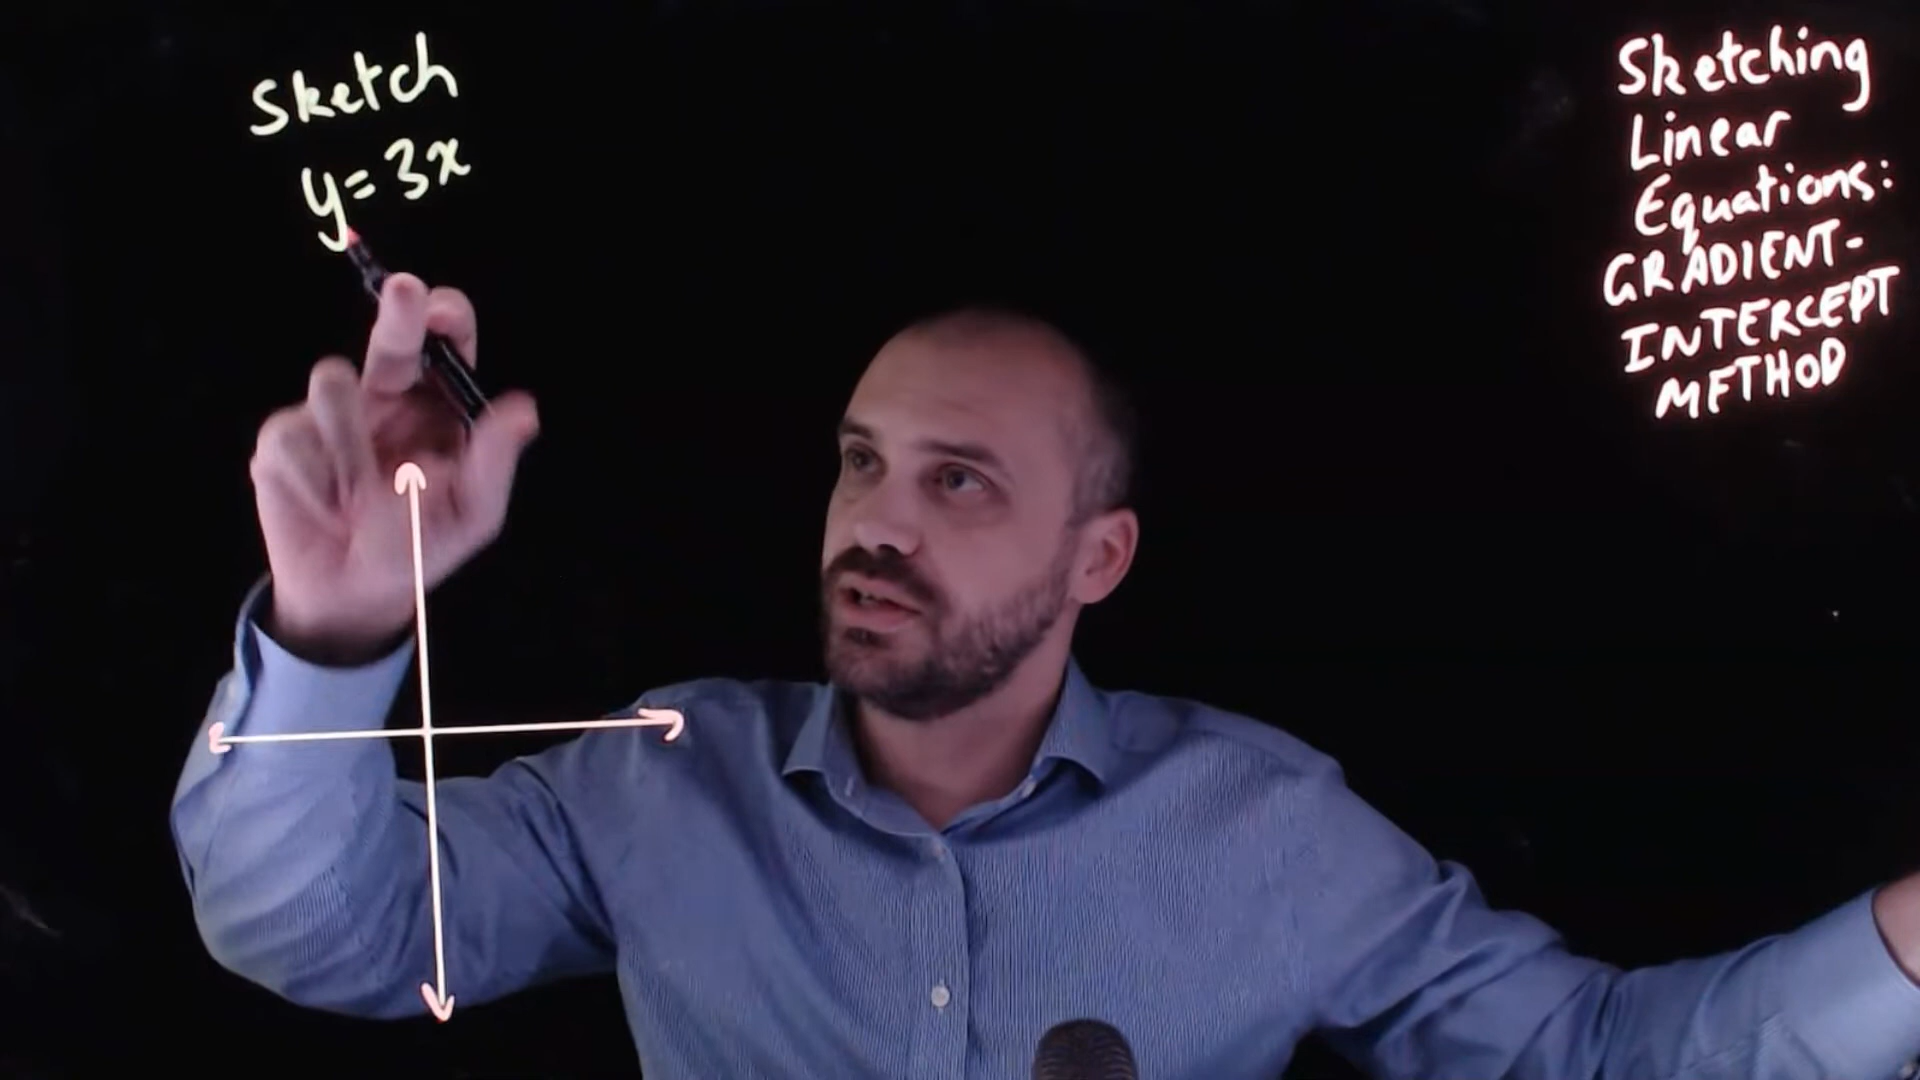 Sketch
y=3x
Sketching
Linear
Equations:
GRADIENT-
INTERCEPT
METHOD